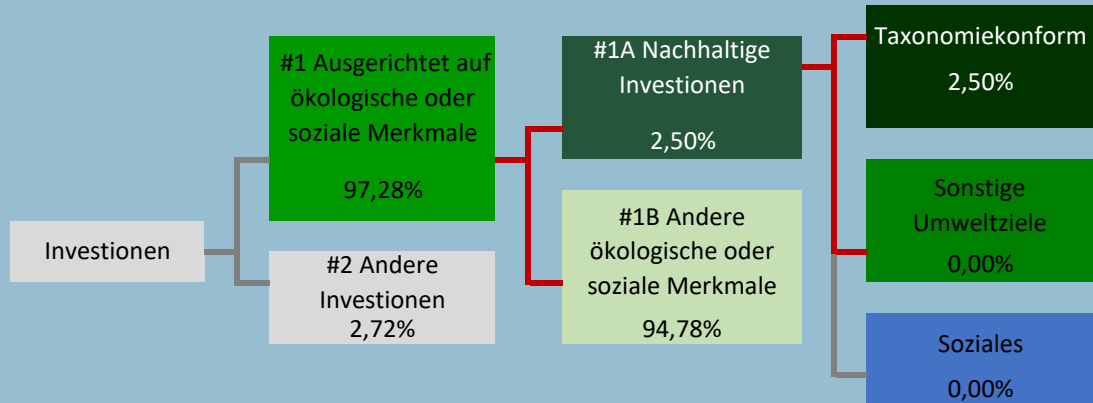 Investionen
#1 Ausgerichtet auf
ökologische oder
soziale Merkmale
97,28%
#2 Andere
Investionen
2,72%
#1A Nachhaltige
Investionen
2,50%
#1B Andere
ökologische oder
soziale Merkmale
94,78%
Taxonomiekonform
2,50%
Sonstige
Umweltziele
0,00%
Soziales
0,00%